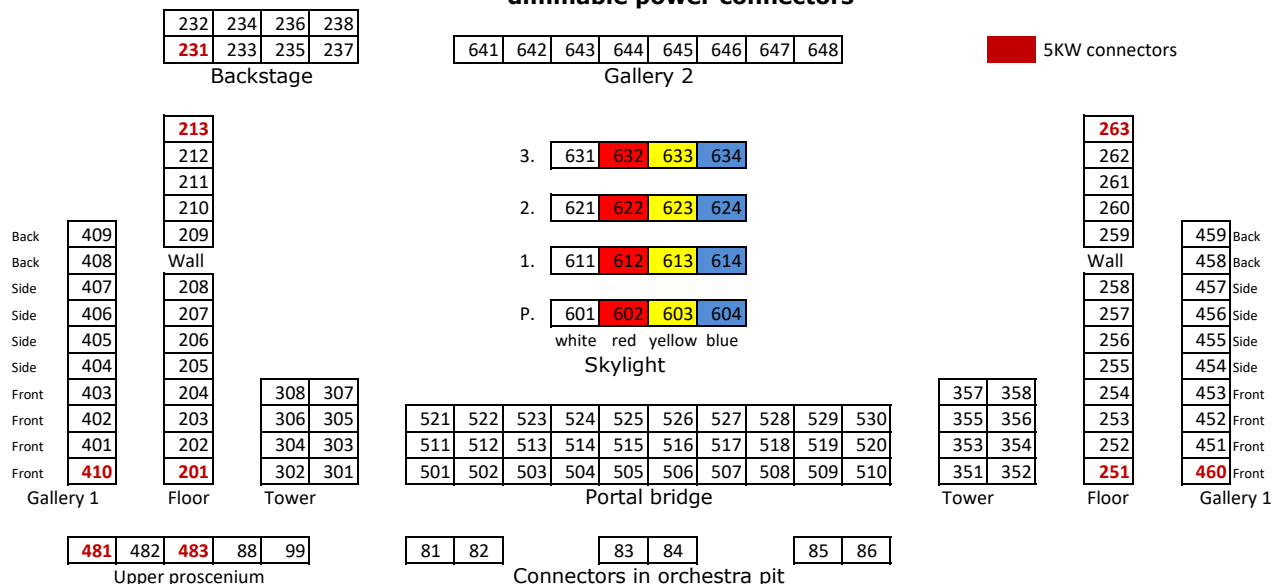 dimmable power connectors
232 234 236 238
231 233 235 237
Backstage
641 642 643 644 645 646 647 648
Gallery 2
5KW connectors
213 263
212 3. 631 632 633 634 262
211 261
210 2. 621 622 623 624 260
Back 409 209 259 459 Back
Back 408 Wall 1. 611 612 613 614 Wall 458 Back
Side 407 208 258 457 Side
Side 406 207 P. 601 602 603 604 257 456 Side
Side 405 206 white red yellow blue 256 455 Side
Side 404 205 Skylight 255 454 Side
Front 403 204 308 307 357 358 254 453 Front
Front 402 203 306 305 521 522 523 524 525 526 527 528 529 530 355 356 253 452 Front
Front 401 202 304 303 511 512 513 514 515 516 517 518 519 520 353 354 252 451 Front
Front 410 201 302 301 501 502 503 504 505 506 507 508 509 510 351 352 251 460 Front
Gallery 1 Floor Tower Portal bridge Tower Floor Gallery 1
481 482 483 88 99 81 82 83 84 85 86
Upper proscenium Connectors in orchestra pit